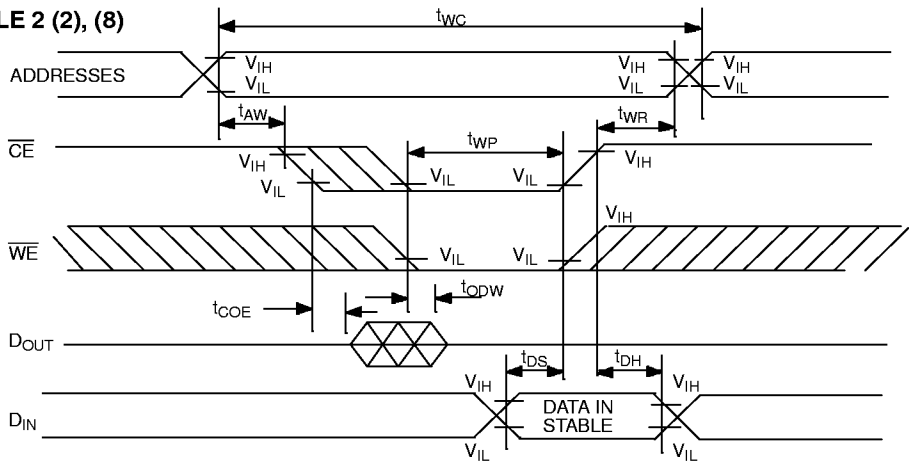 LE 2 (2), (8)
tWC
ADDRESSES
VIH VIH VIH
VIL VIL VIL
tAW tWR
CE
tWP
VIH VIH
VIL VIL VIL
VIH
WE
VIL VIL
tCOE tODW
DOUT
tDS tDH
VIH VIH
DIN
DATA IN
STABLE
VIL VIL